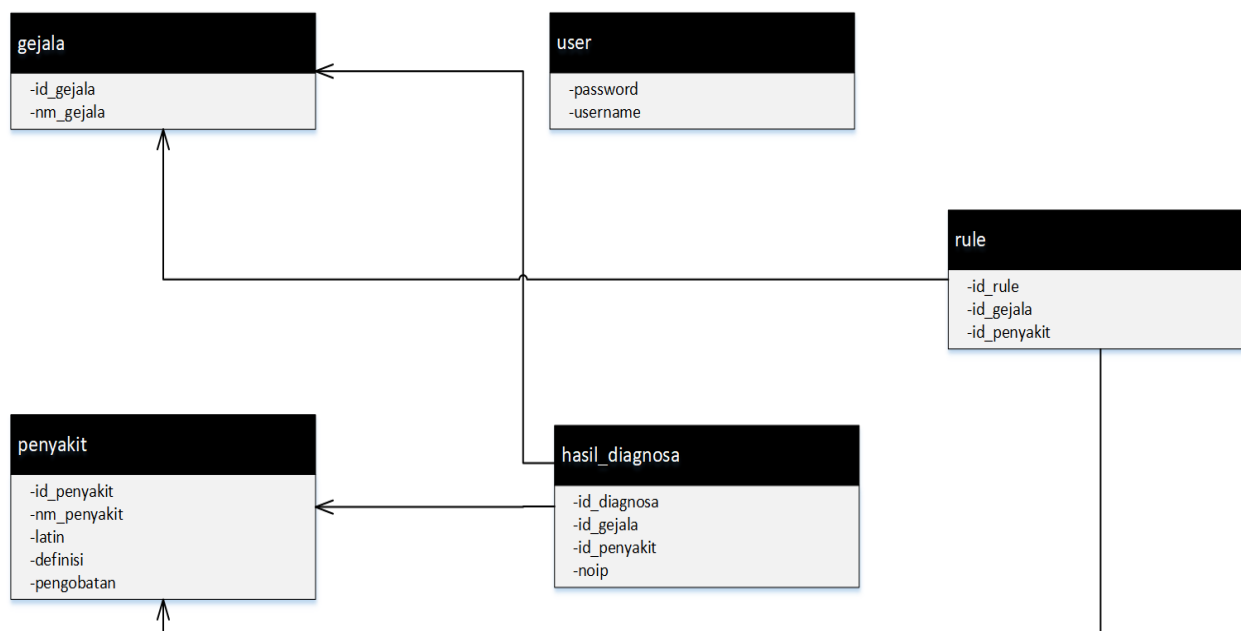 gejala
-id_gejala
-nm_gejala
user
-password
-username
rule
-id_rule
-id_gejala
-id_penyakit
penyakit
-id_penyakit
-nm_penyakit
-latin
-definisi
-pengobatan
hasil_diagnosa
-id_diagnosa
-id_gejala
-id_penyakit
-noip